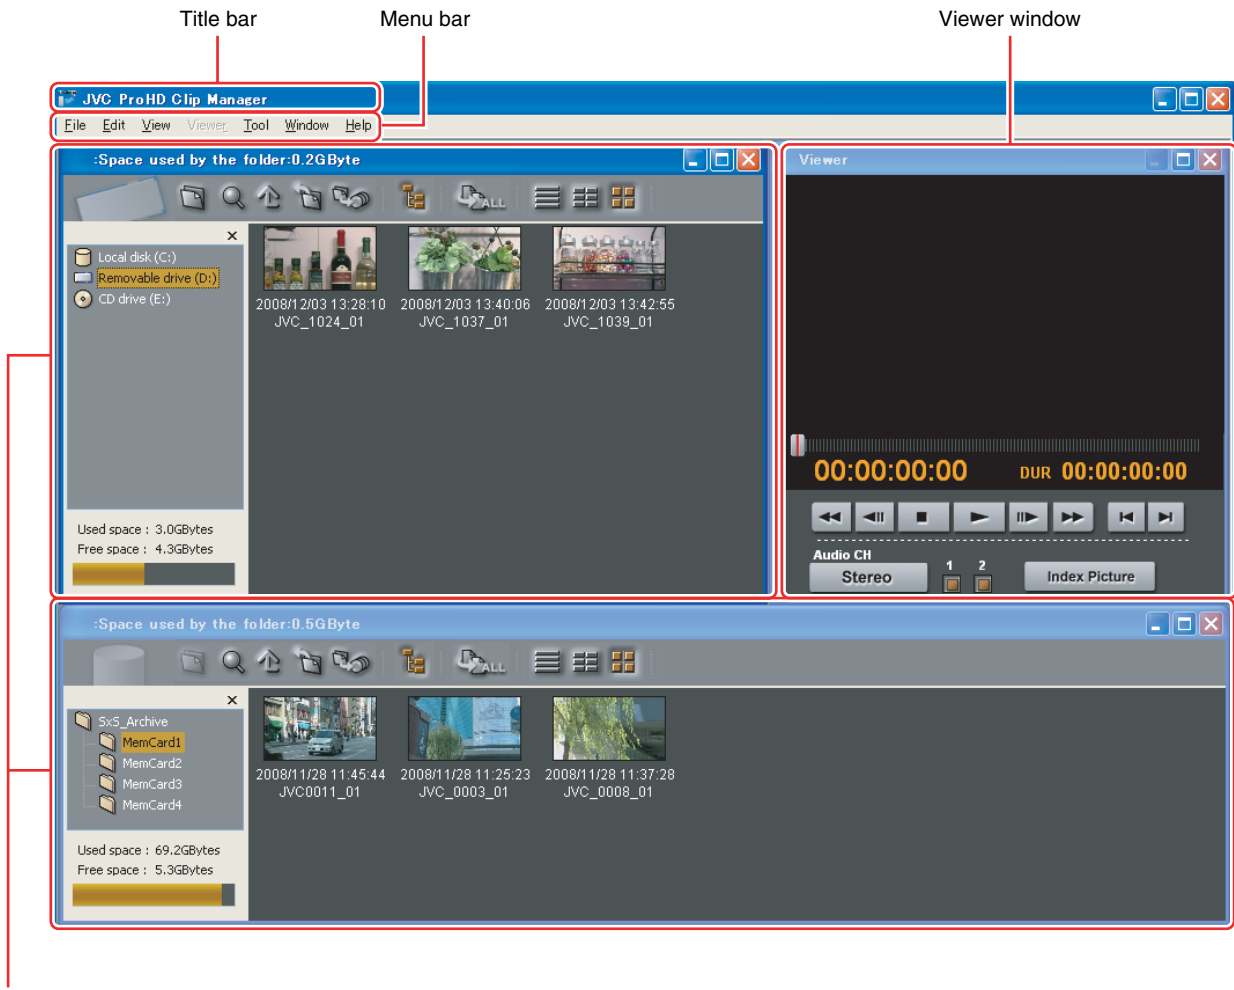 Title bar
Menu bar
Viewer window
JVC ProHD Clip Manager
File Edit View Viewer Tool Window Help
:Space used by the folder:0.2GByte
ALL
Local disk (C:)
Removable drive (D:)
CD drive (E:)
2008/12/03 13:28:10
JVC_1024_01
2008/12/03 13:40:06
JVC_1037_01
2008/12/03 13:42:55
JVC_1039_01
Used space : 3.0GBytes
Free space : 4.3GBytes
Viewer
00:00:00:00
DUR 00:00:00:00
Audio CH
Stereo
1 2
Index Picture
:Space used by the folder:0.5GByte
ALL
SxS_Archive
MemCard1
MemCard2
MemCard3
MemCard4
2008/11/28 11:45:44
JVC0011_01
2008/11/28 11:25:23
JVC_0003_01
2008/11/28 11:37:28
JVC_0008_01
Used space : 69.2GBytes
Free space : 5.3GBytes